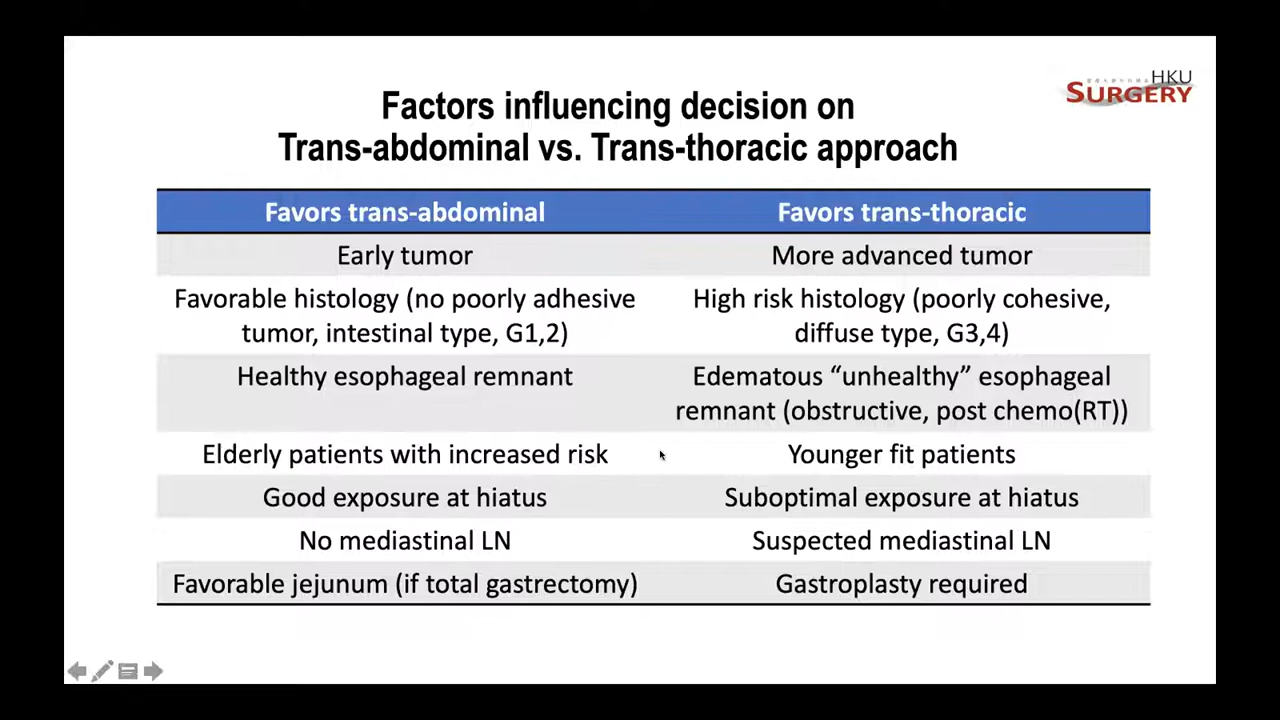 HKU
SURGERY
Factors influencing decision on
Trans-abdominal vs. Trans-thoracic approach
Favors trans-abdominal
Favors trans-thoracic
Early tumor
More advanced tumor
Favorable histology (no poorly adhesive
tumor, intestinal type, G1,2)
High risk histology (poorly cohesive,
diffuse type, G3,4)
Healthy esophageal remnant
Edematous “unhealthy” esophageal
remnant (obstructive, post chemo(RT))
Elderly patients with increased risk
Younger fit patients
Good exposure at hiatus
Suboptimal exposure at hiatus
No mediastinal LN
Suspected mediastinal LN
Favorable jejunum (if total gastrectomy)
Gastroplasty required